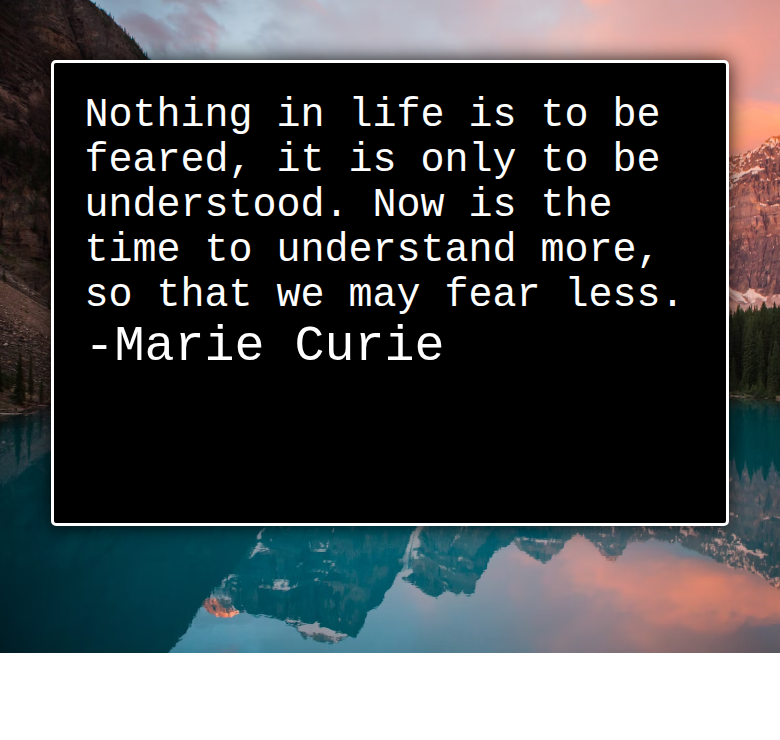 Nothing in life is to be
feared, it is only to be
understood. Now is the
time to understand more,
so that we may fear less.
-Marie Curie